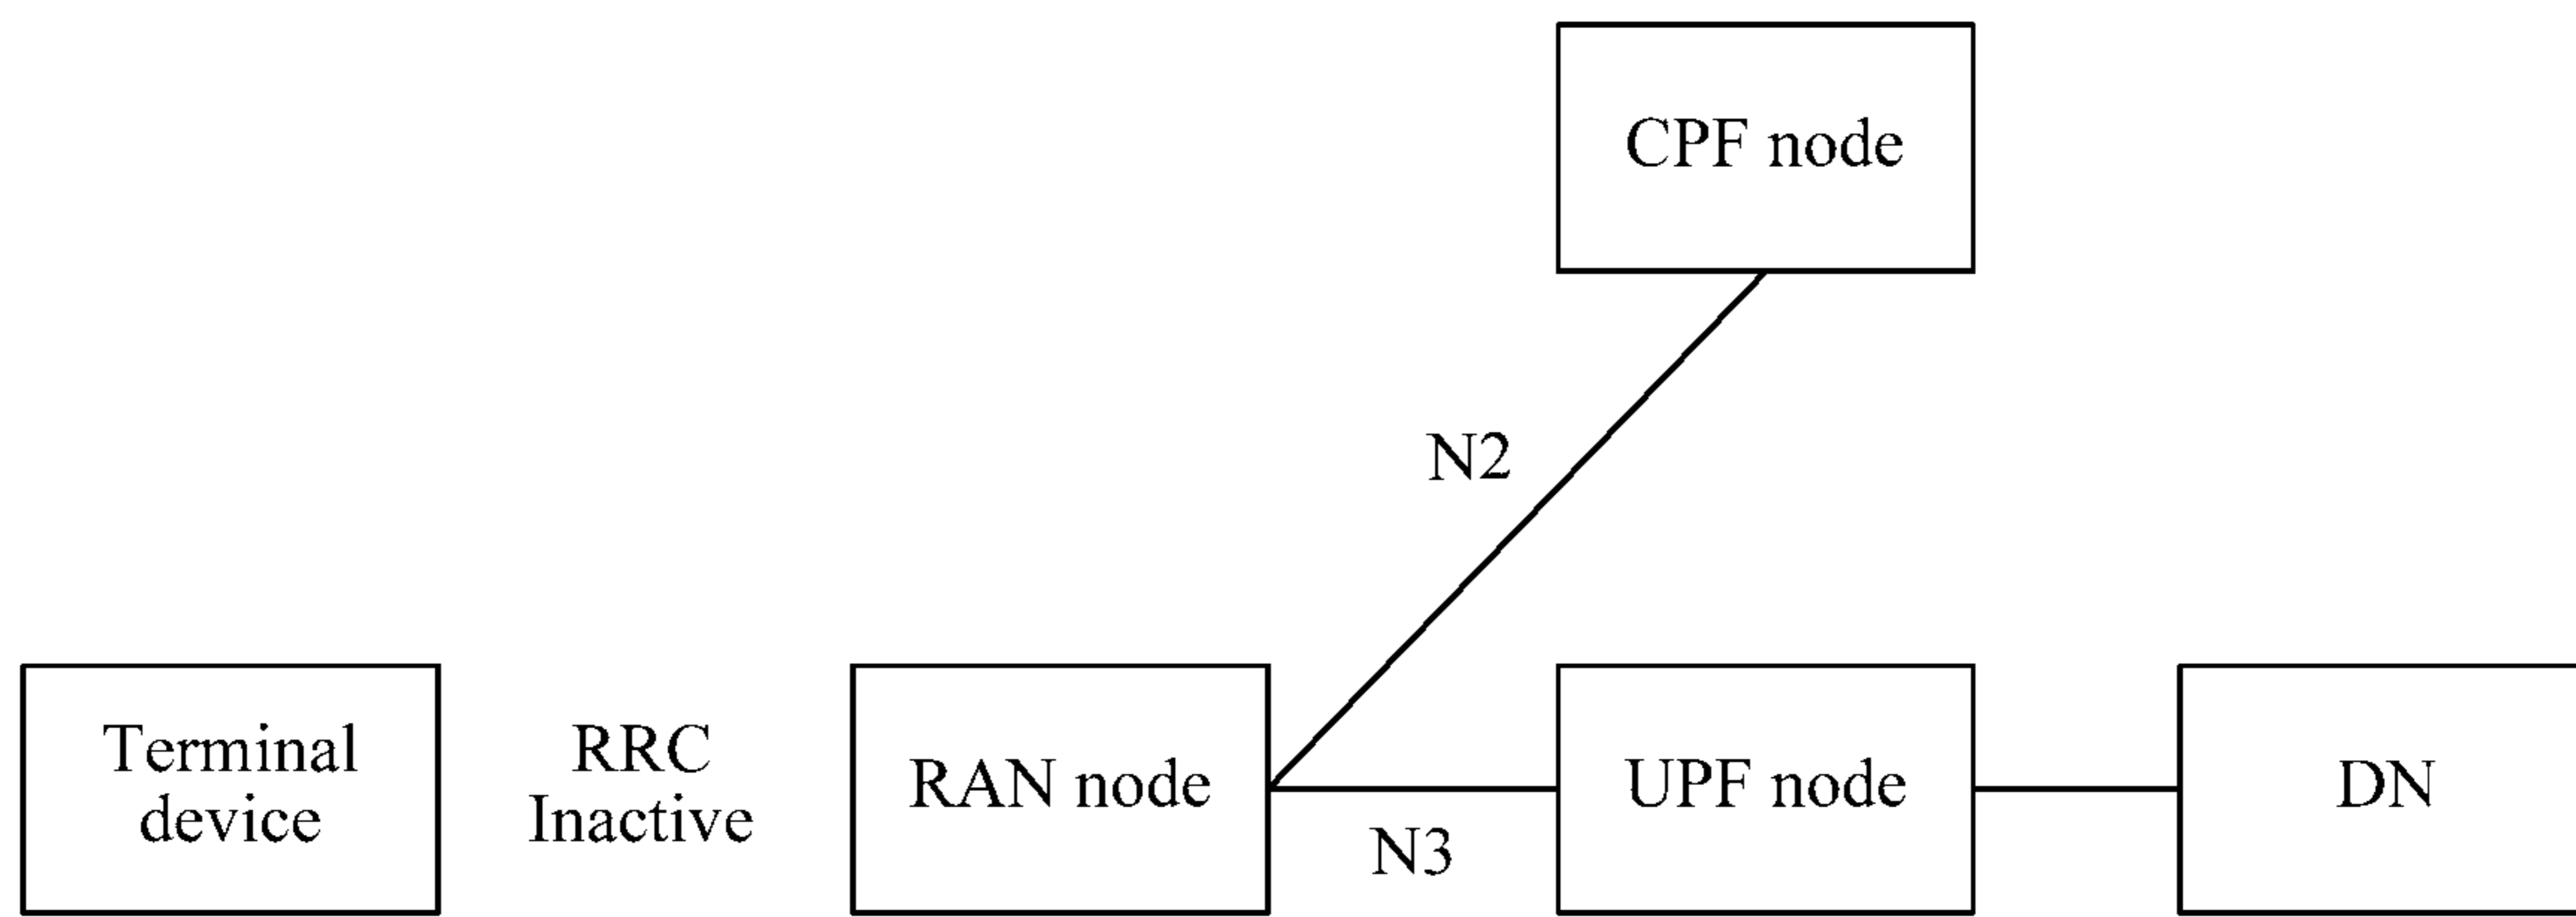 CPF node
N2
Terminal
device
RRC
Inactive
RAN node
N3
UPF node
DN